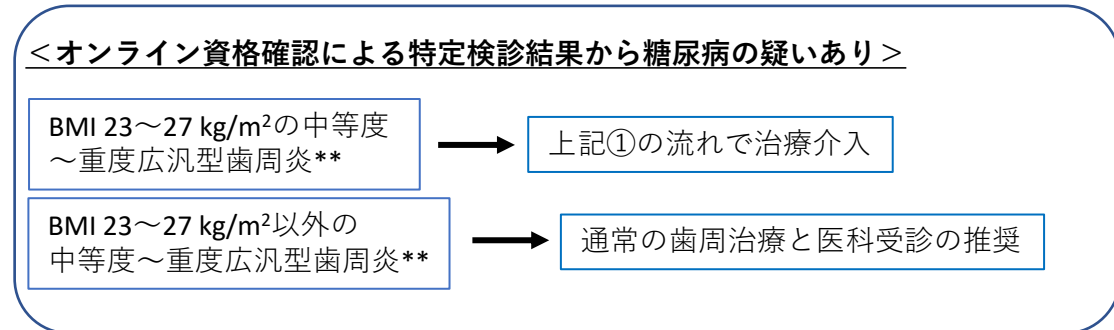 ＜オンライン資格確認による特定検診結果から糖尿病の疑いあり＞
BMI 23～27 kg/m²の中等度
～重度広汎型歯周炎**
上記①の流れで治療介入
BMI 23～27 kg/m²以外の
中等度～重度広汎型歯周炎**
通常の歯周治療と医科受診の推奨